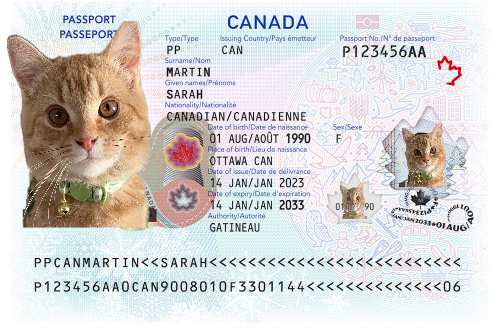 PASSPORT
PASSEPORT
CANADA
Type/Type Issuing Country/Pays émetteur Passport No./N° de passeport
PP CAN P123456AA
Surname/Nom
MARTIN
Given names/Prénoms
SARAH
Nationality/Nationalité
CANADIAN/CANADIENNE
Date of birth/Date de naissance Sex/Sexe
01 AUG/AOÛT 1990 F
Place of birth/Lieu de naissance
OTTAWA CAN
Date of issue/Date de délivrance
14 JAN/JAN 2023
Date of expiry/Date d'expiration
14 JAN/JAN 2033
Authority/Autorité
GATINEAU
PPCANMARTIN<<SARAH<<<<<<<<<<<<<<<<<<<<<<<<<<
P123456AA0CAN9008010F3301144<<<<<<<<<<<<<<06